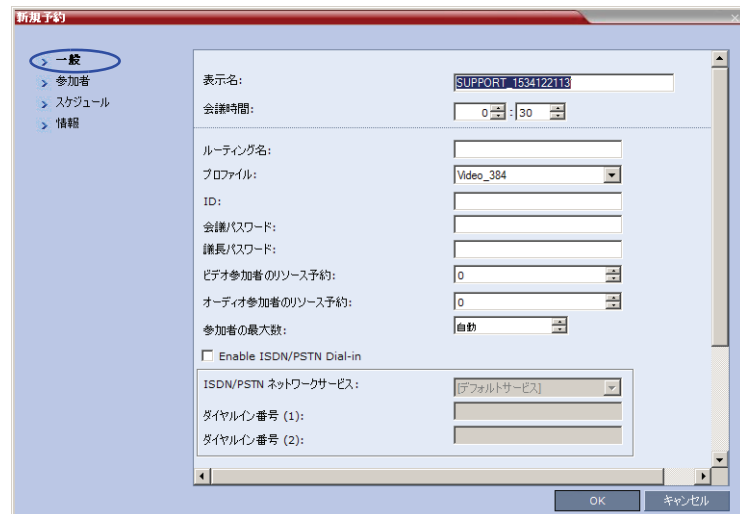 新規予約
一般
参加者
スケジュール
情報
表示名:
SUPPORT_1534122113
会議時間:
0 : 30
ルーティング名:
プロファイル:
Video_384
ID:
会議パスワード:
議長パスワード:
ビデオ参加者のリソース予約:
0
オーディオ参加者のリソース予約:
0
参加者の最大数:
自動
Enable ISDN/PSTN Dial-in
ISDN/PSTN ネットワークサービス:
[デフォルトサービス]
ダイヤルイン番号 (1):
ダイヤルイン番号 (2):
OK
キャンセル